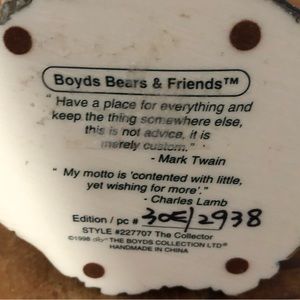 Boyds Bears & Friends™
" Have a place for everything and
keep the thing somewhere else,
this is not advice, it is
merely custom."
- Mark Twain
" My motto is 'contented with little,
yet wishing for more'."
- Charles Lamb
Edition / pc # 30E/2938
STYLE #227707 The Collector
©1998 THE BOYDS COLLECTION LTD®
HANDMADE IN CHINA